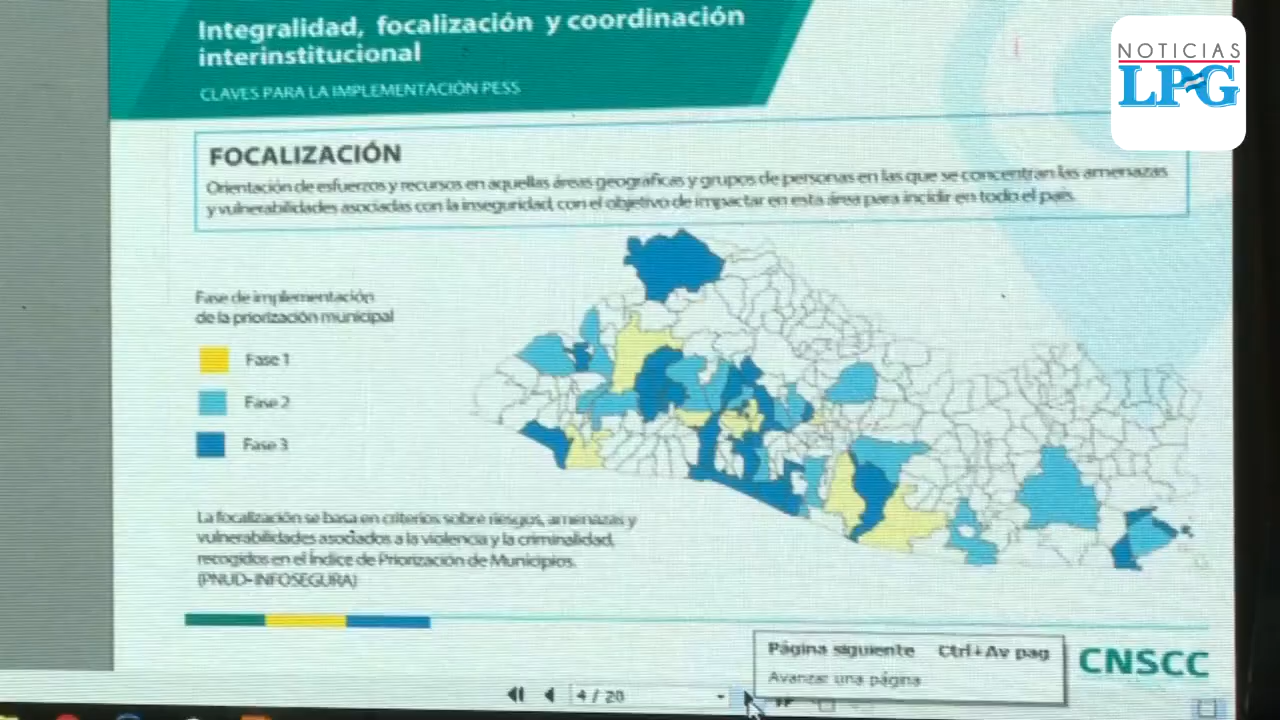 Integralidad, focalización y coordinación
interinstitucional
CLAVES PARA LA IMPLEMENTACIÓN PESS
NOTICIAS
LPG
FOCALIZACIÓN
Orientación de esfuerzos y recursos en aquellas áreas geográficas y grupos de personas en las que se concentran las amenazas
y vulnerabilidades asociadas con la inseguridad, con el objetivo de impactar en esta área para incidir en todo el país.
Fase de implementación
de la priorización municipal
Fase 1
Fase 2
Fase 3
La focalización se basa en criterios sobre riesgos, amenazas y
vulnerabilidades asociados a la violencia y la criminalidad,
recogidos en el Índice de Priorización de Municipios.
(PNUD-INFOSEGURA)
Página siguiente Ctrl+Av pag
Avanzar una página
CNSCC
4 / 20